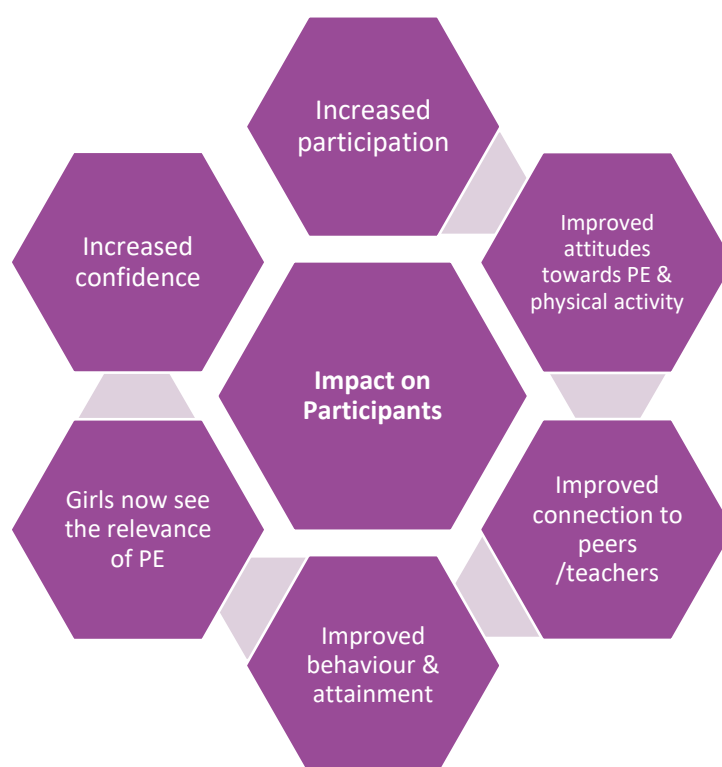 Increased
participation
Improved
attitudes
towards PE &
physical activity
Improved
connection to
peers
/teachers
Improved
behaviour &
attainment
Girls now see
the relevance
of PE
Increased
confidence
Impact on
Participants